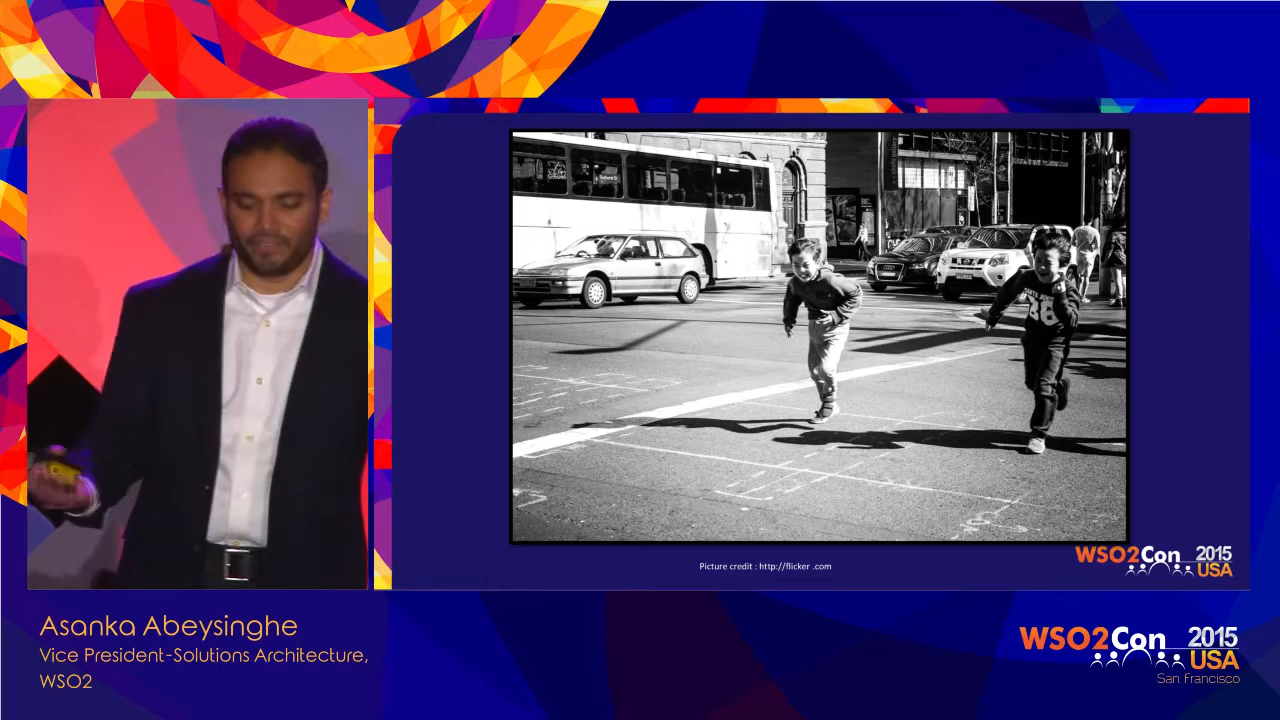 Picture credit : http://flicker .com
WSO2Con 2015
USA
Asanka Abeysinghe
Vice President-Solutions Architecture,
WSO2
WSO2Con 2015
USA
San Francisco
86